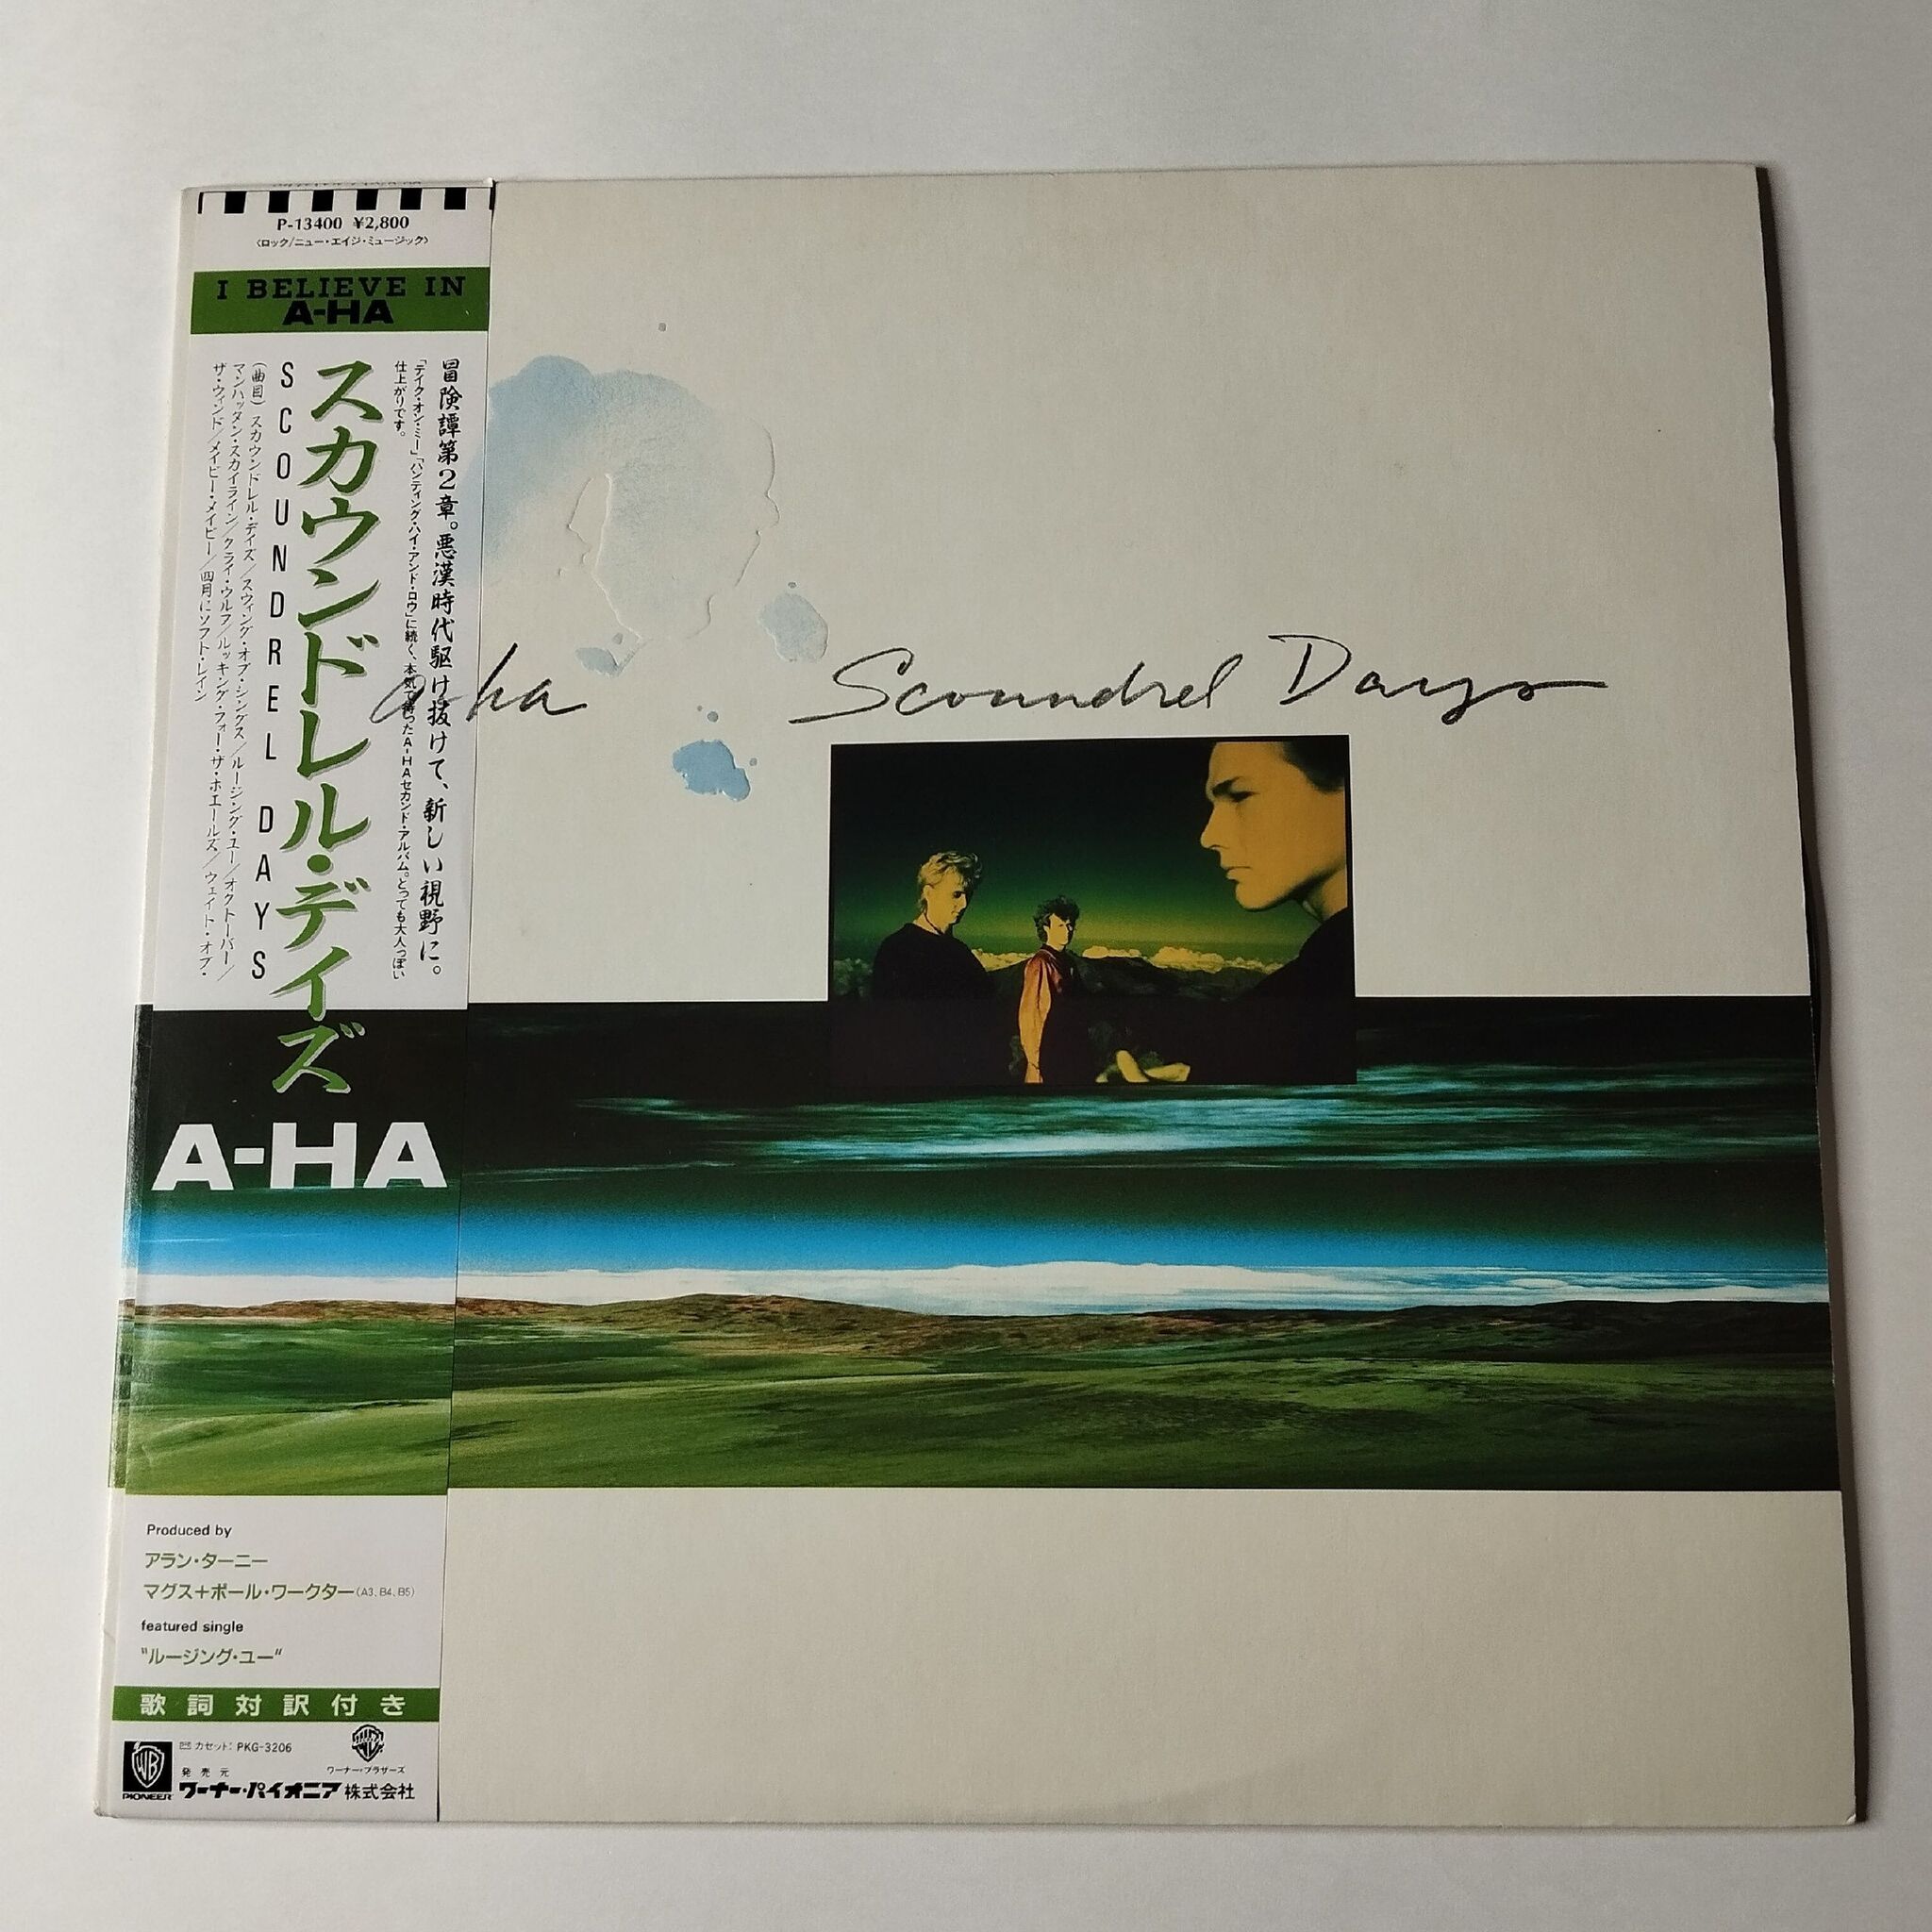 P-13400 ¥2,800
〈ロック/ニュー・エイジ・ミュージック〉
I BELIEVE IN
A-HA
冒険譚第2章。悪漢時代駆け抜けて、新しい視野に。
「テイク・オン・ミー」「ハンティング・ハイ・アンド・ロウ」に続く、本気で待ったA-HAセカンド・アルバム。とっても大人っぽい
仕上がりです。
スカウンドレル・デイズ
SCOUNDREL DAYS
(曲目) スカウンドレル・デイズ/スウィング・オブ・シングス/ルージング・ユー/オクトーバー/
マンハッタン・スカイライン/クライ・ウルフ/ルッキング・フォー・ザ・ホエールズ/ウェイト・オブ・
ザ・ウィンド/メイビー・メイビー/四月にソフト・レイン
A-HA
a-ha Scoundrel Days
Produced by
アラン・ターニー
マグス+ポール・ワークター(A3、B4、B5)
featured single
"ルージング・ユー"
歌詞対訳付き
カセット: PKG-3206
ワーナー・ブラザーズ
発売元
ワーナー・パイオニア株式会社
WB
PIONEER